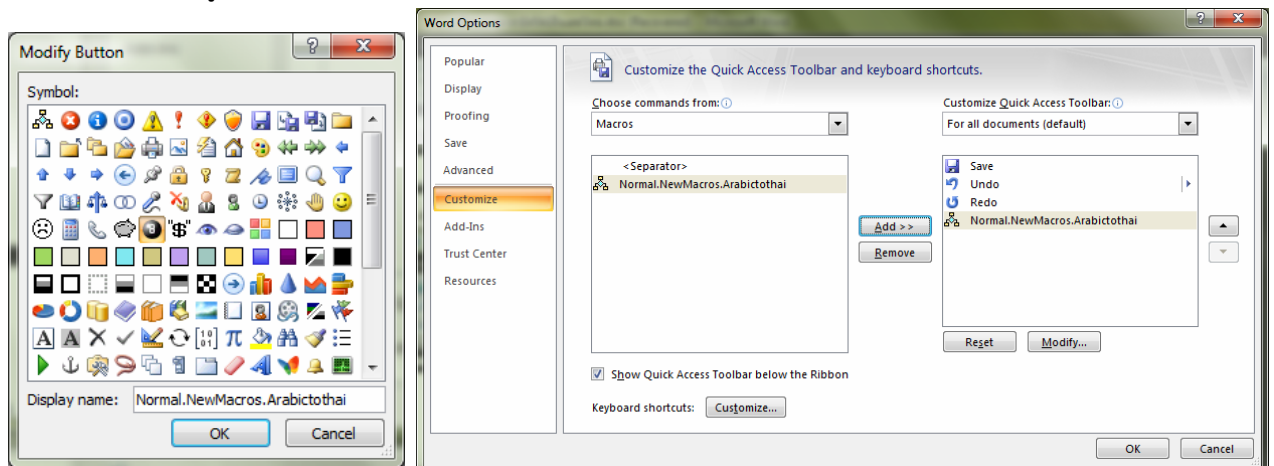 Modify Button
Symbol:
Display name: Normal.NewMacros.Arabictothai
OK Cancel
Word Options
Popular
Display
Proofing
Save
Advanced
Customize
Add-Ins
Trust Center
Resources
Customize the Quick Access Toolbar and keyboard shortcuts.
Choose commands from:
Macros
<Separator>
Normal.NewMacros.Arabictothai
Add >>
Remove
Customize Quick Access Toolbar:
For all documents (default)
Save
Undo
Redo
Normal.NewMacros.Arabictothai
Reset Modify...
Show Quick Access Toolbar below the Ribbon
Keyboard shortcuts: Customize...
OK Cancel